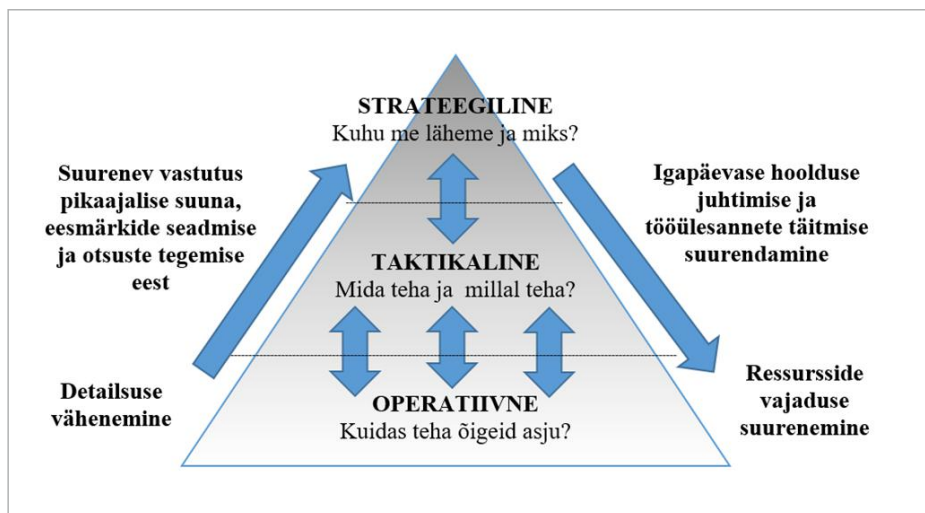 STRATEEGILINE
Kuhu me läheme ja miks?
Suurenev vastutus
pikaajalise suuna,
eesmärkide seadmise
ja otsuste tegemise
eest
Igapäevase hoolduse
juhtimise ja
tööülesannete täitmise
suurendamine
TAKTIKALINE
Mida teha ja  millal teha?
Detailsuse
vähenemine
OPERATIIVNE
Kuidas teha õigeid asju?
Ressursside
vajaduse
suurenemine